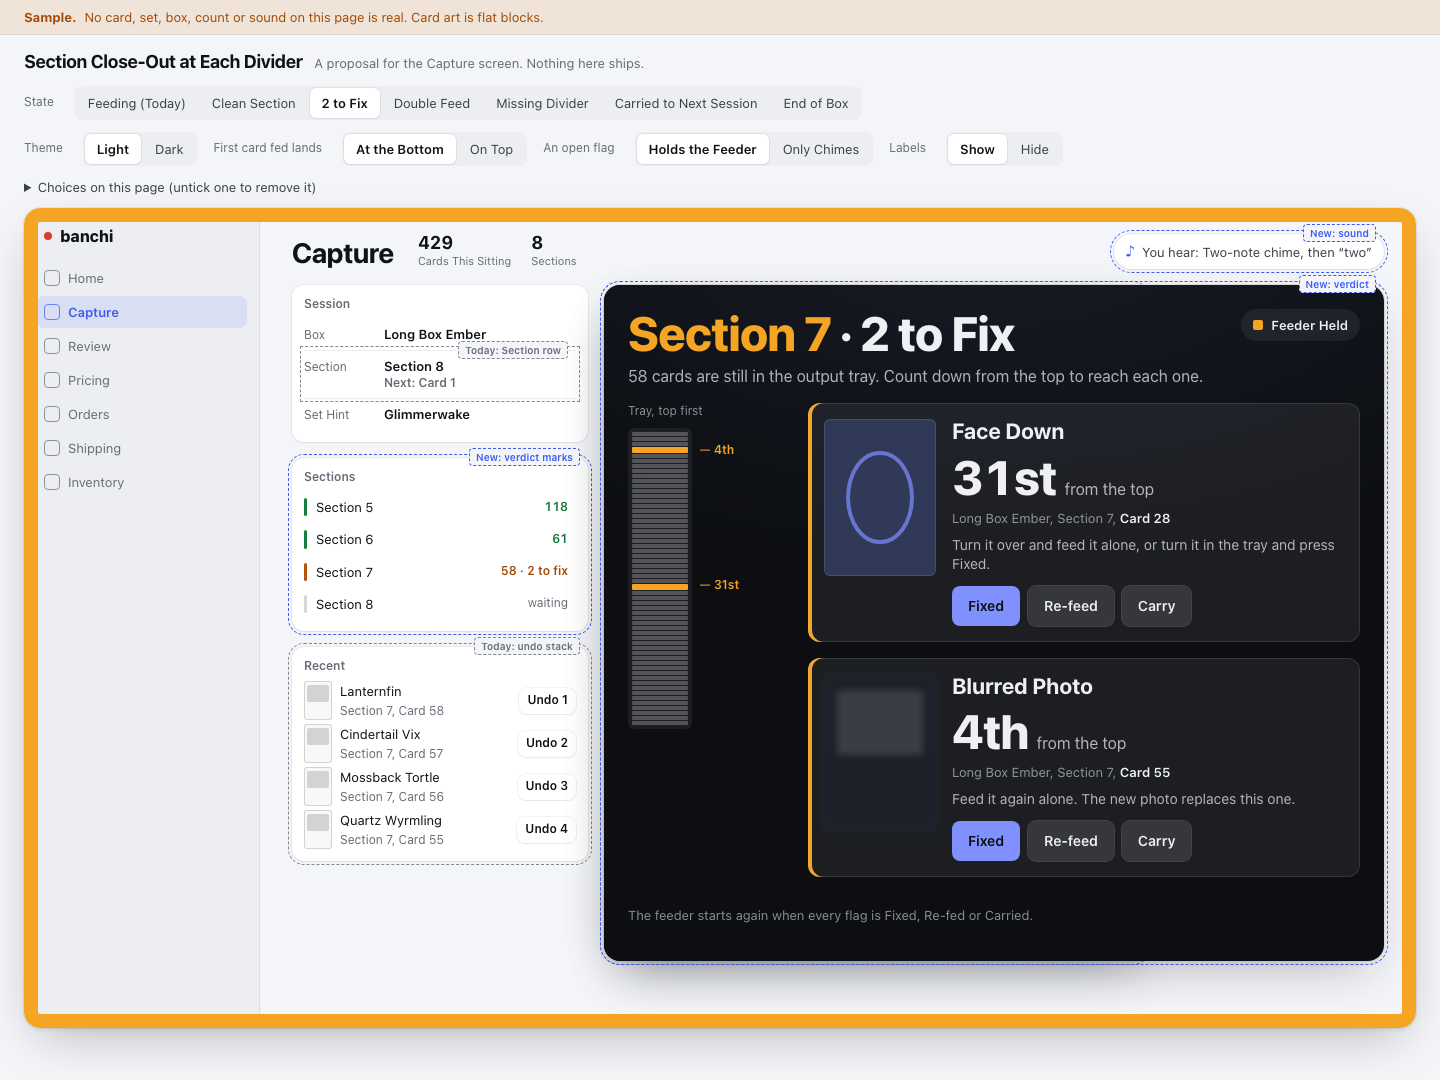 Sample. No card, set, box, count or sound on this page is real. Card art is flat blocks.
Section Close-Out at Each Divider
A proposal for the Capture screen. Nothing here ships.
State
Feeding (Today)
Clean Section
2 to Fix
Double Feed
Missing Divider
Carried to Next Session
End of Box
Theme
Light
Dark
First card fed lands
At the Bottom
On Top
An open flag
Holds the Feeder
Only Chimes
Labels
Show
Hide
Choices on this page (untick one to remove it)
banchi
Home
Capture
Review
Pricing
Orders
Shipping
Inventory
Capture
429
Cards This Sitting
8
Sections
New: sound
♪ You hear: Two-note chime, then “two”
Session
Box
Long Box Ember
Today: Section row
Section
Section 8
Next: Card 1
Set Hint
Glimmerwake
New: verdict marks
Sections
Section 5
118
Section 6
61
Section 7
58 · 2 to fix
Section 8
waiting
Today: undo stack
Recent
Lanternfin
Section 7, Card 58
Undo 1
Cindertail Vix
Section 7, Card 57
Undo 2
Mossback Tortle
Section 7, Card 56
Undo 3
Quartz Wyrmling
Section 7, Card 55
Undo 4
New: verdict
Section 7 · 2 to Fix
Feeder Held
58 cards are still in the output tray. Count down from the top to reach each one.
Tray, top first
— 4th
— 31st
Face Down
31st from the top
Long Box Ember, Section 7, Card 28
Turn it over and feed it alone, or turn it in the tray and press
Fixed.
Fixed
Re-feed
Carry
Blurred Photo
4th from the top
Long Box Ember, Section 7, Card 55
Feed it again alone. The new photo replaces this one.
Fixed
Re-feed
Carry
The feeder starts again when every flag is Fixed, Re-fed or Carried.